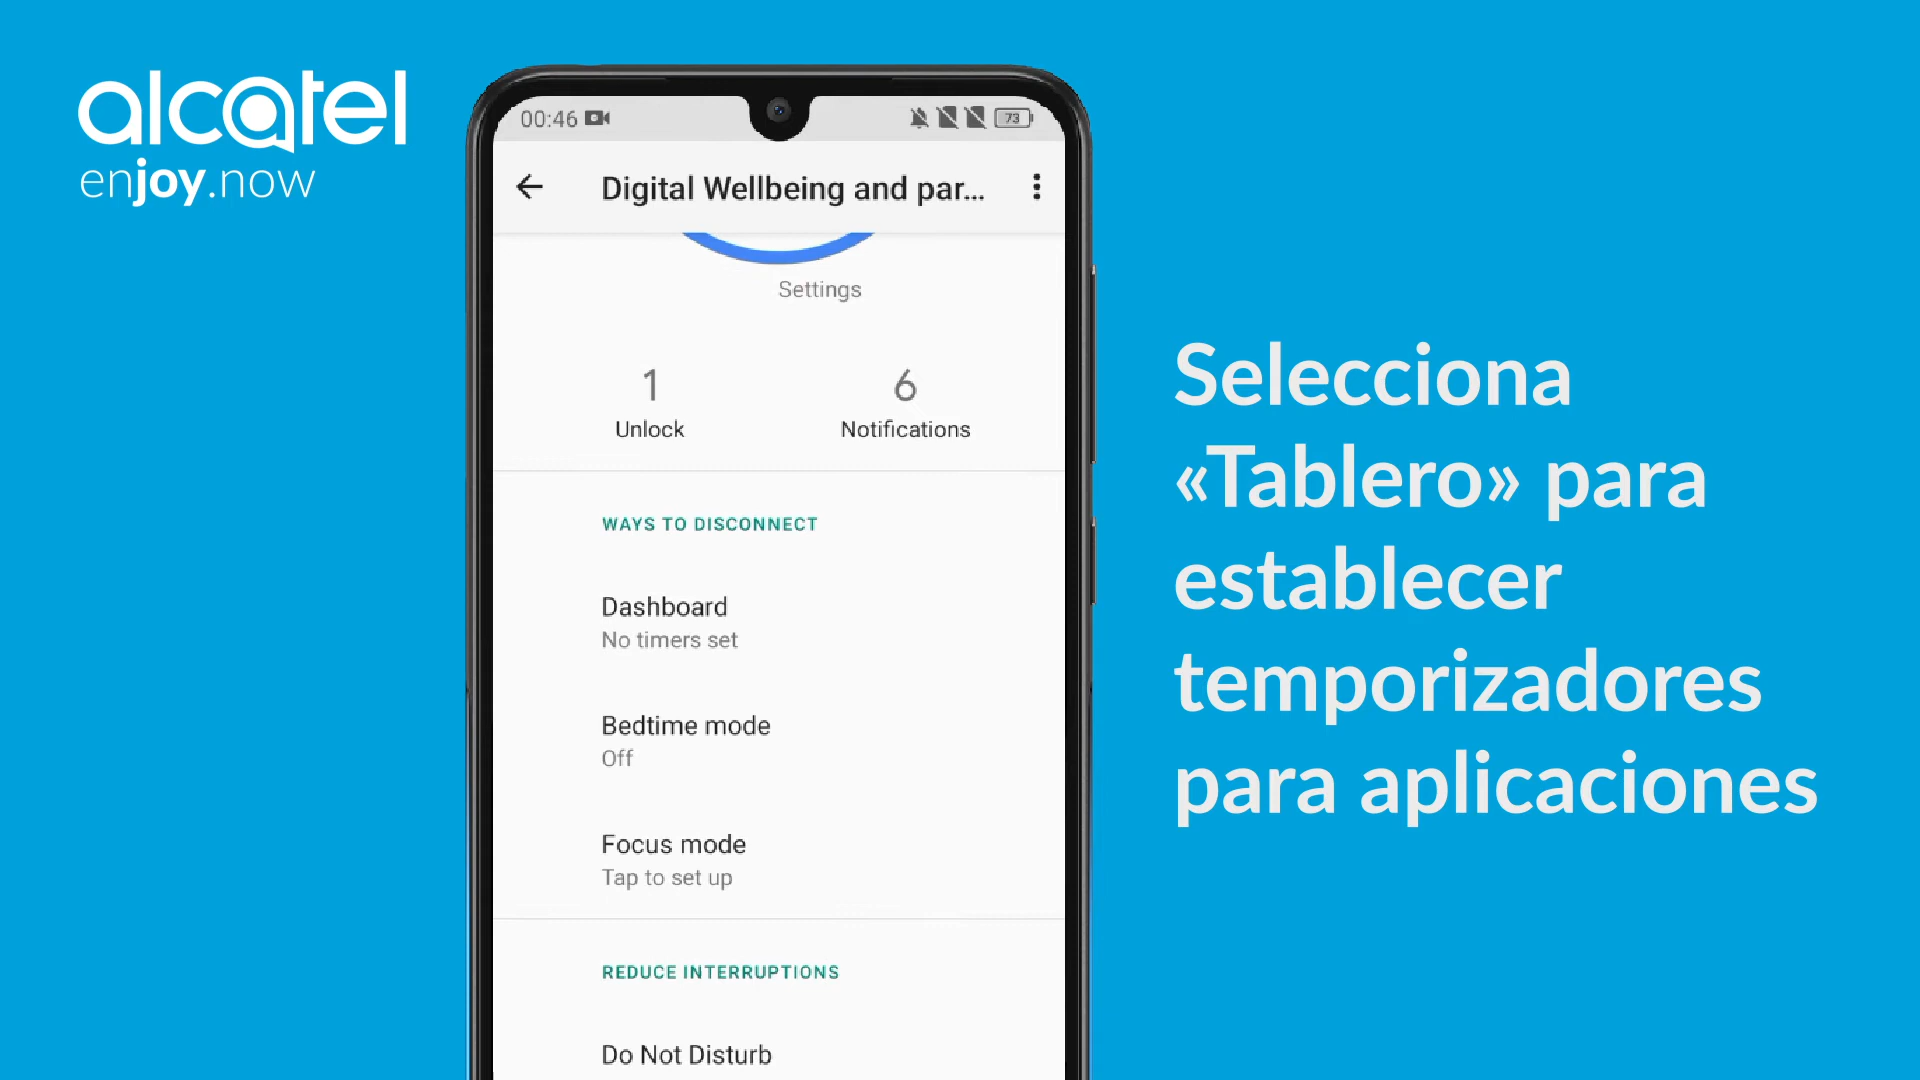 alcatel
enjoy.now
00:46
73
Digital Wellbeing and par...
Settings
1
6
Unlock
Notifications
WAYS TO DISCONNECT
Dashboard
No timers set
Bedtime mode
Off
Focus mode
Tap to set up
REDUCE INTERRUPTIONS
Do Not Disturb
Selecciona
«Tablero» para
establecer
temporizadores
para aplicaciones